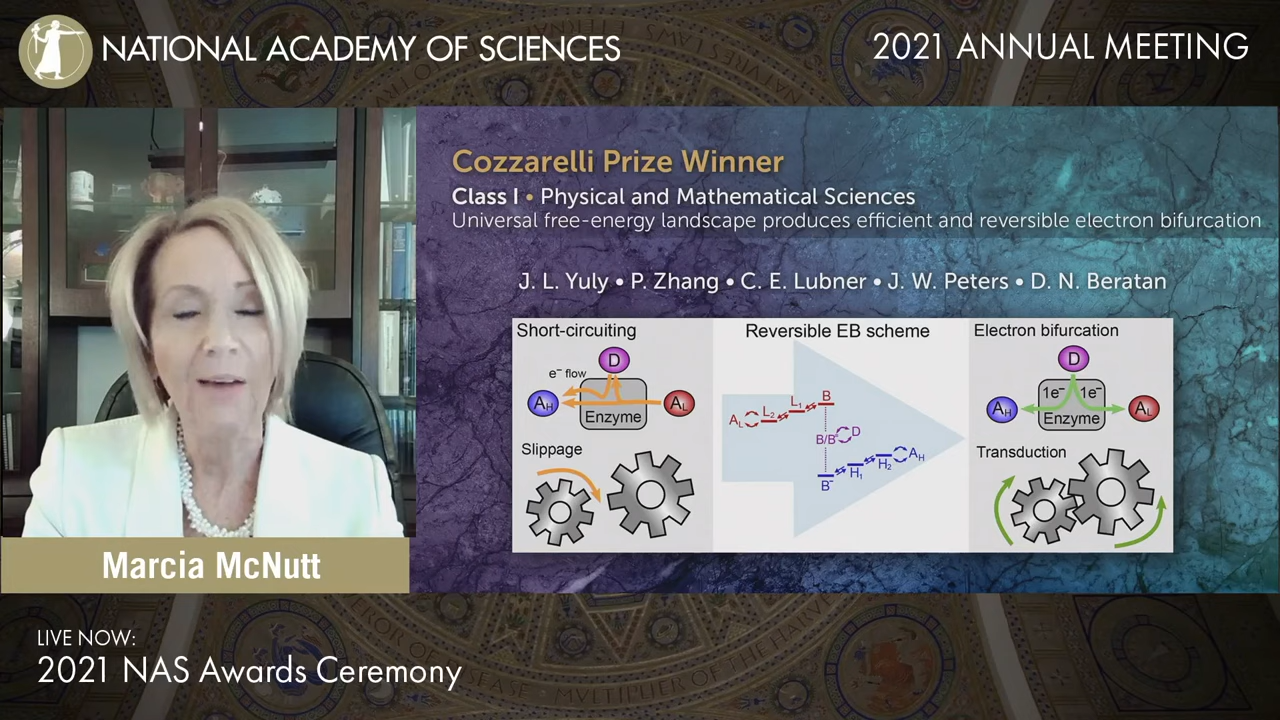 NATIONAL ACADEMY OF SCIENCES
2021 ANNUAL MEETING
Cozzarelli Prize Winner
Class I • Physical and Mathematical Sciences
Universal free-energy landscape produces efficient and reversible electron bifurcation
J. L. Yuly • P. Zhang • C. E. Lubner • J. W. Peters • D. N. Beratan
Short-circuiting
D
e⁻ flow
A_H
Enzyme
A_L
Slippage
Reversible EB scheme
A_L
L₂
L₁
B
B/B⁻
D
B⁻
H₁
H₂
A_H
Electron bifurcation
D
1e⁻
1e⁻
A_H
Enzyme
A_L
Transduction
Marcia McNutt
LIVE NOW:
2021 NAS Awards Ceremony